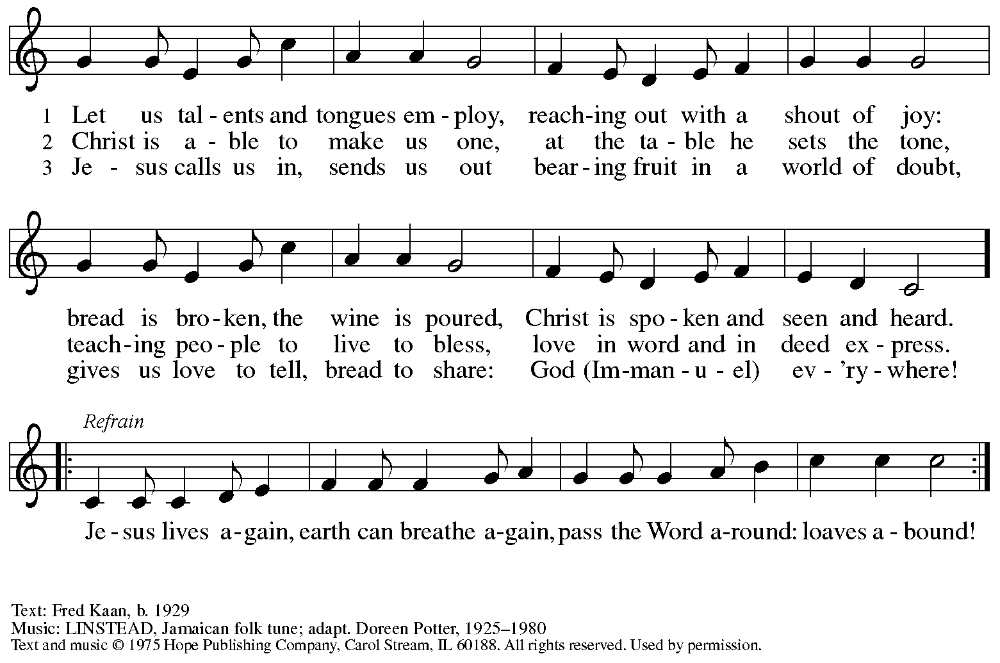 1 Let us tal - ents and tongues em - ploy, reach-ing out with a shout of joy:
2 Christ is a - ble to make us one, at the ta - ble he sets the tone,
3 Je - sus calls us in, sends us out bear-ing fruit in a world of doubt,
bread is bro-ken, the wine is poured, Christ is spo-ken and seen and heard.
teach-ing peo-ple to live to bless, love in word and in deed ex-press.
gives us love to tell, bread to share: God (Im-man-u-el) ev-'ry-where!
Refrain
Je-sus lives a-gain, earth can breathe a-gain, pass the Word a-round: loaves a-bound!
Text: Fred Kaan, b. 1929
Music: LINSTEAD, Jamaican folk tune; adapt. Doreen Potter, 1925–1980
Text and music © 1975 Hope Publishing Company, Carol Stream, IL 60188. All rights reserved. Used by permission.